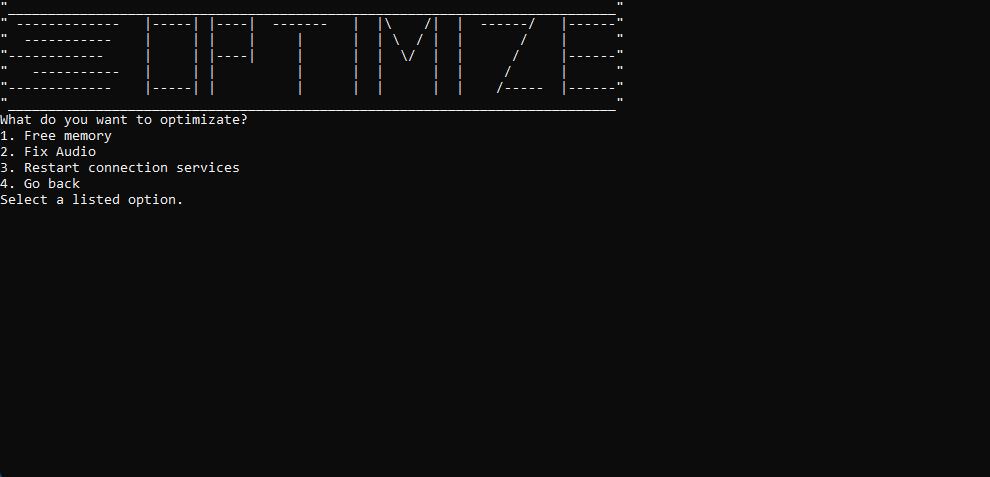 OPTIMIZE
What do you want to optimizate?
1. Free memory
2. Fix Audio
3. Restart connection services
4. Go back
Select a listed option.